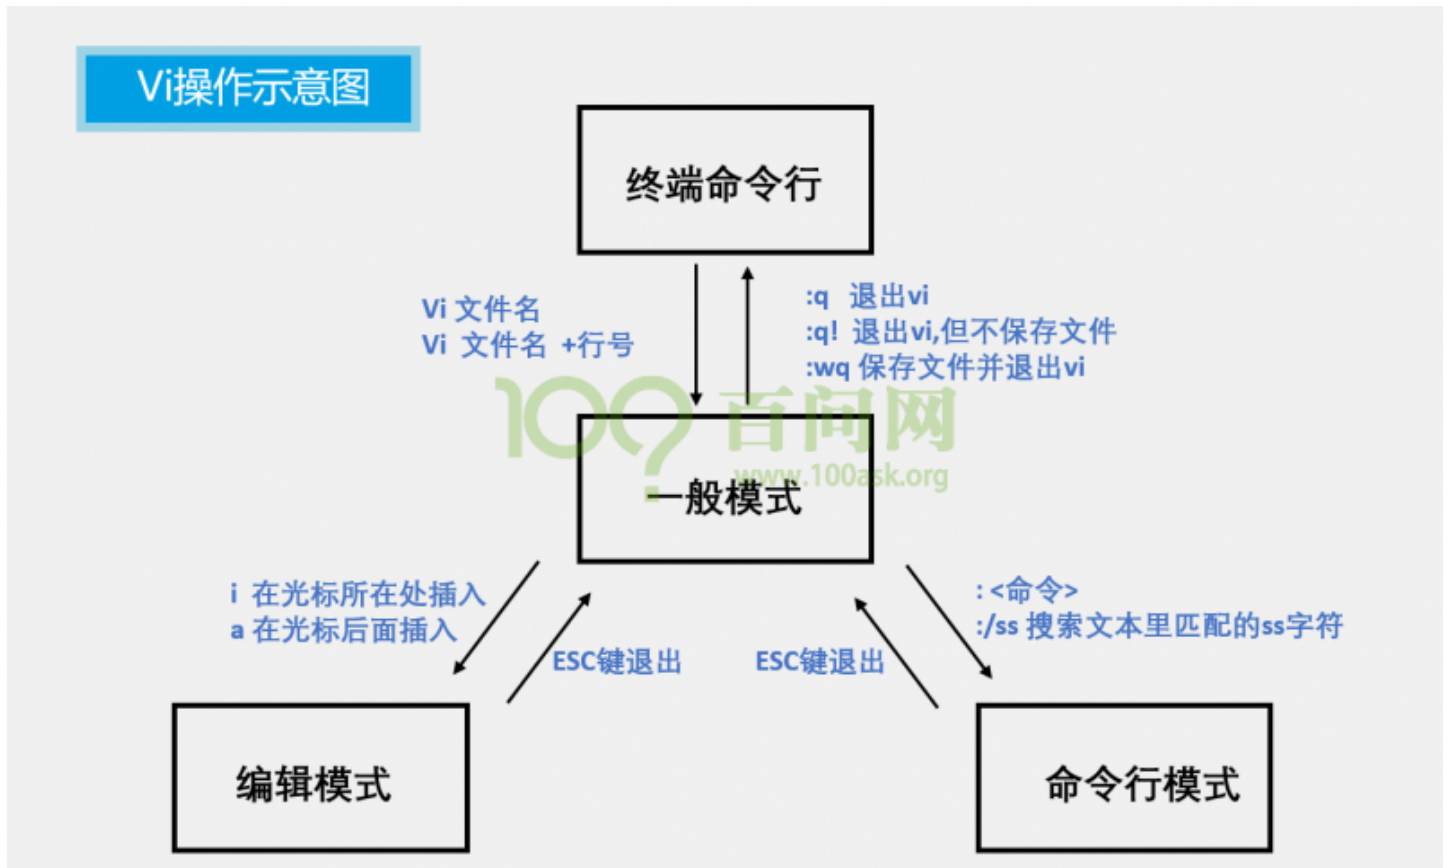 Vi操作示意图
终端命令行
Vi 文件名
Vi 文件名 +行号
:q 退出vi
:q! 退出vi,但不保存文件
:wq 保存文件并退出vi
100?百问网
www.100ask.org
一般模式
i 在光标所在处插入
a 在光标后面插入
ESC键退出
ESC键退出
: <命令>
:/ss 搜索文本里匹配的ss字符
编辑模式
命令行模式